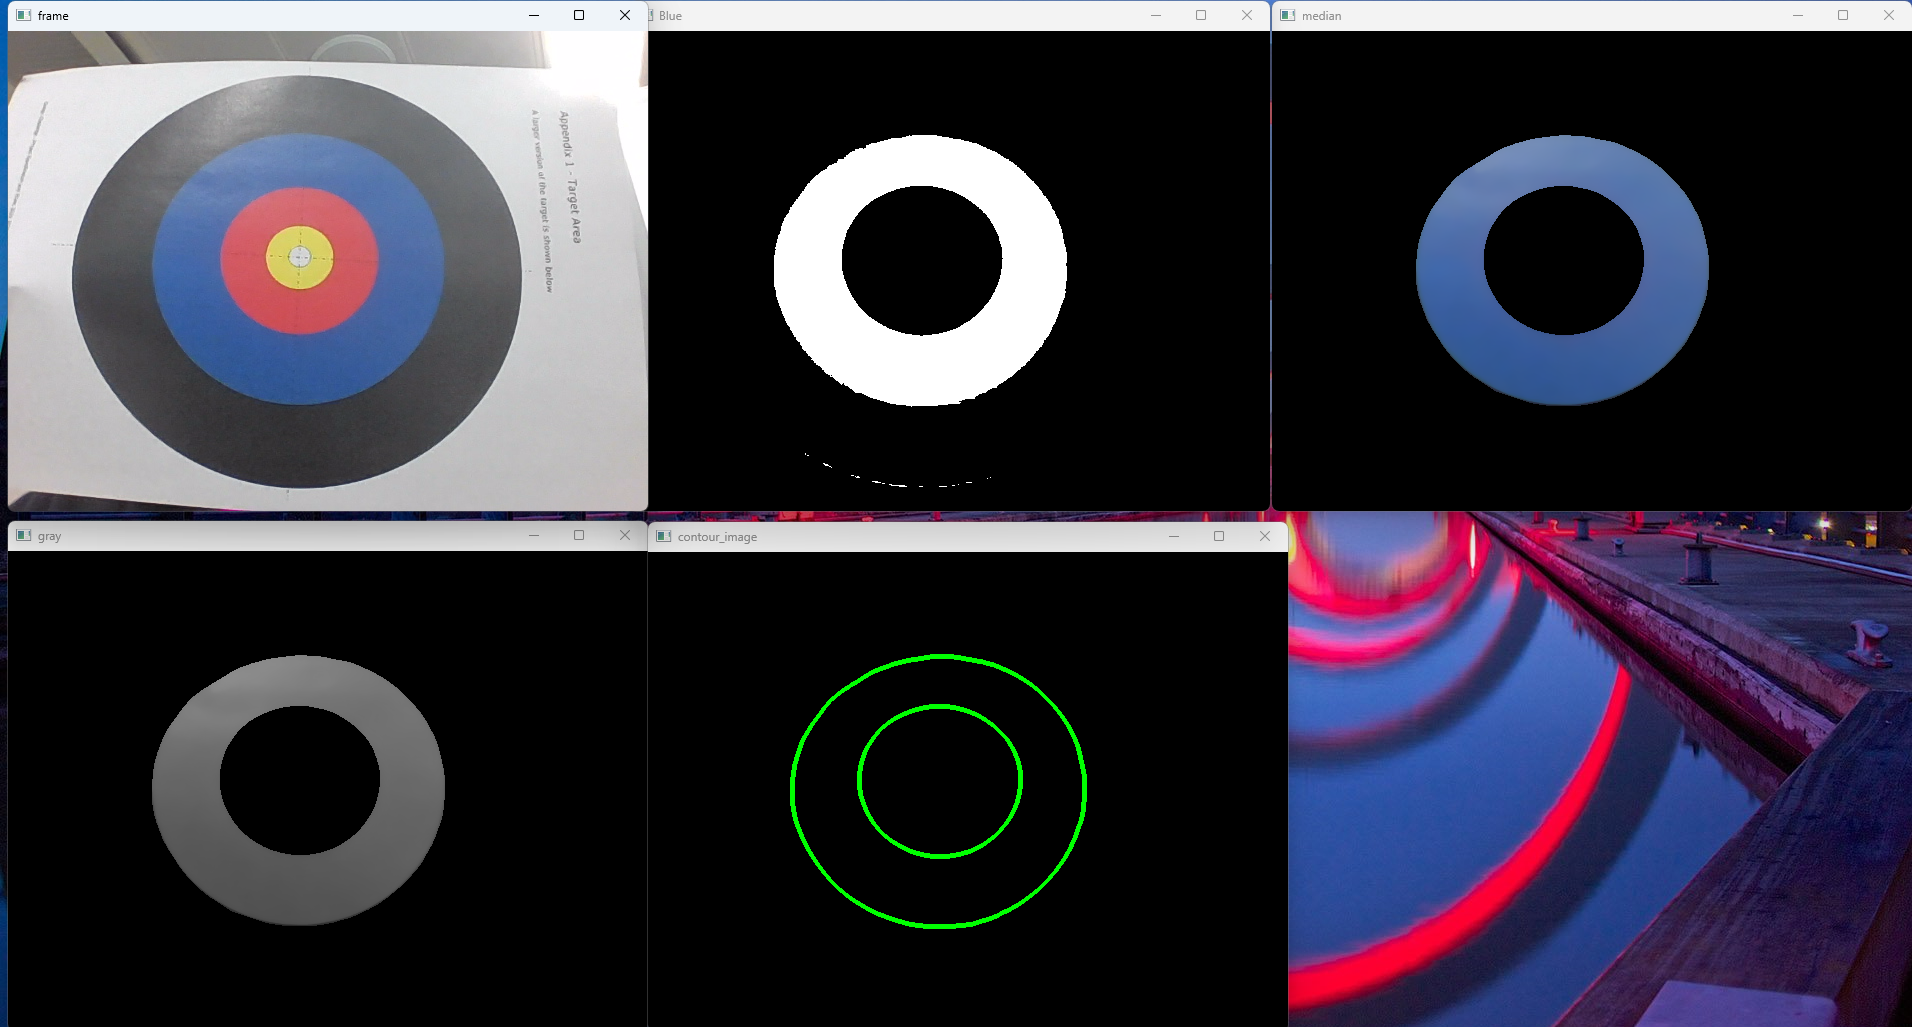 frame
Blue
median
Appendix 1 - Target Area
A larger version of the target is shown below
gray
contour_image